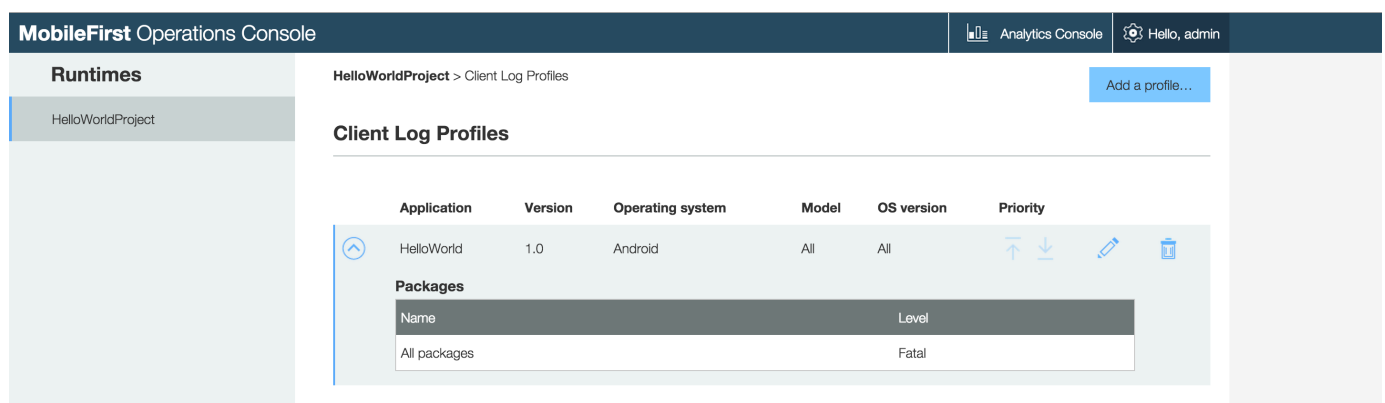 MobileFirst Operations Console
Analytics Console
Hello, admin
Runtimes
HelloWorldProject
HelloWorldProject > Client Log Profiles
Add a profile...
Client Log Profiles
Application Version Operating system Model OS version Priority
HelloWorld 1.0 Android All All
Packages
Name Level
All packages Fatal